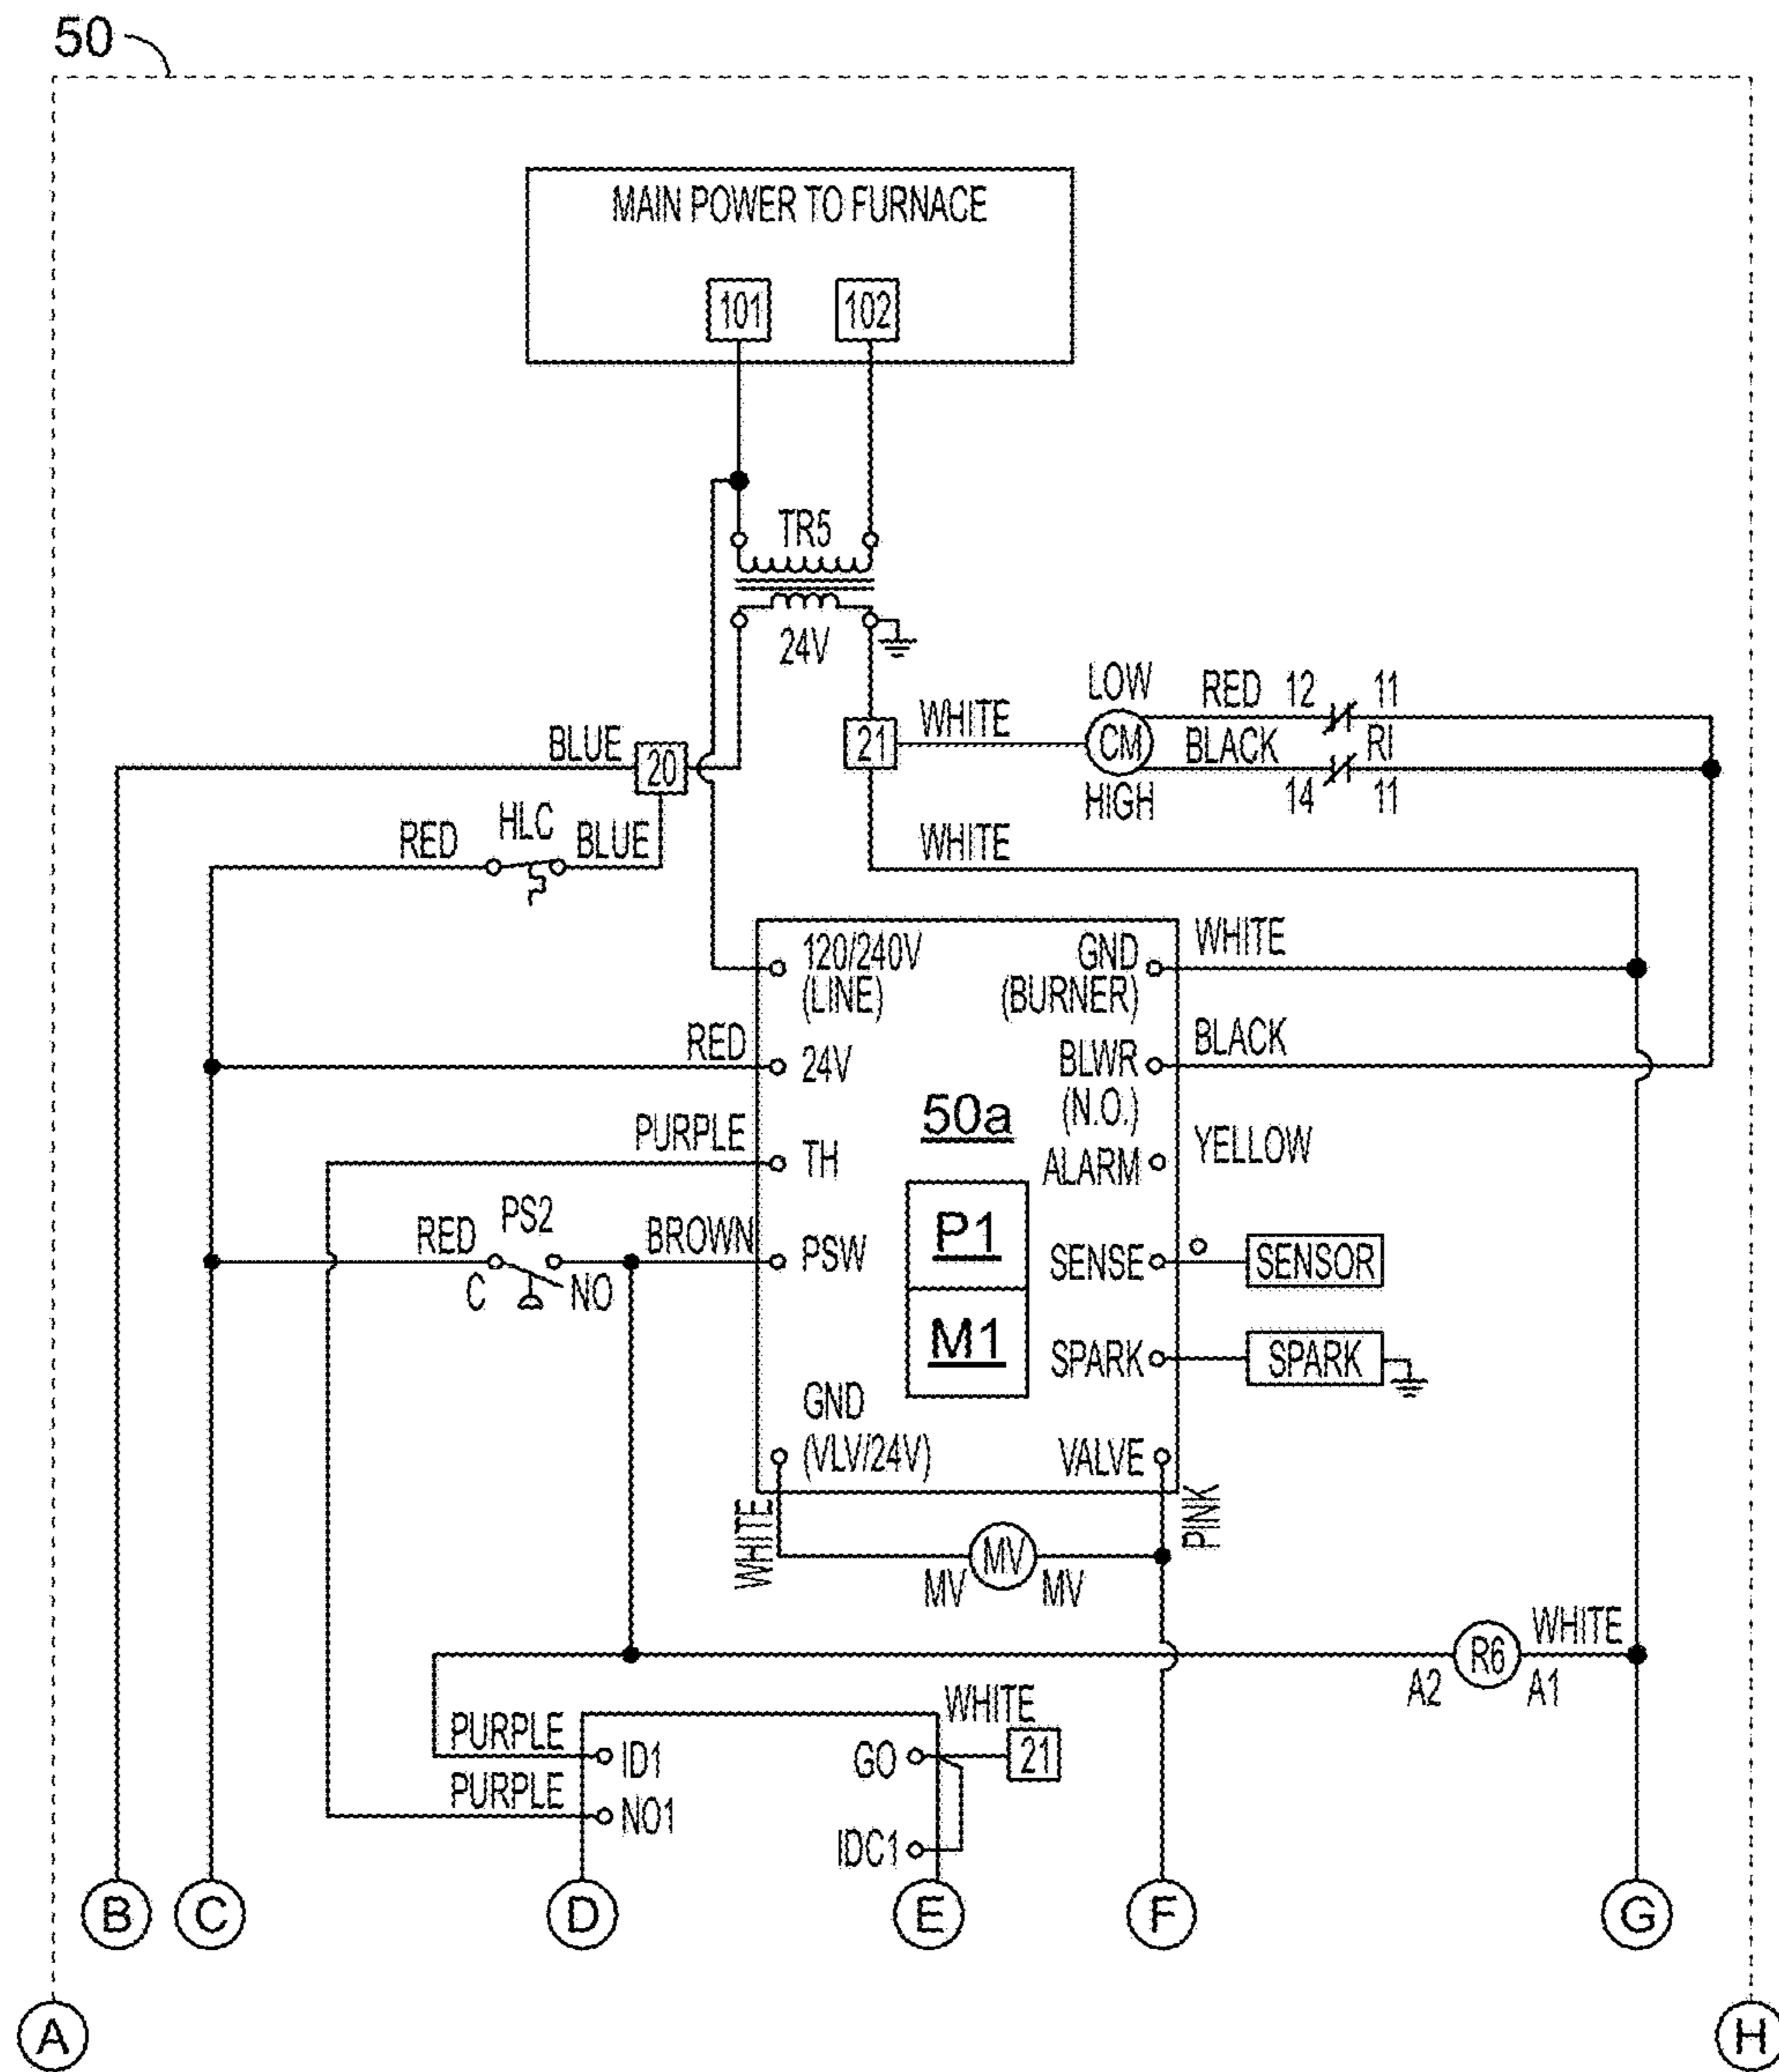 50
MAIN POWER TO FURNACE
101 102
TR5
24V
LOW RED 12 11
WHITE
21 CM BLACK RI
BLUE 20
HIGH 14 11
RED HLC BLUE
WHITE
120/240V (LINE)
GND (BURNER)
WHITE
RED 24V
BLWR (N.O.)
BLACK
50a
PURPLE TH
ALARM YELLOW
RED PS2 BROWN PSW
C NO
P1
SENSE SENSOR
M1
SPARK SPARK
GND (VLV/24V)
VALVE
WHITE
PINK
MV MV MV
R6 WHITE
A2 A1
PURPLE ID1
GO WHITE 21
PURPLE NO1
IDC1
B C D E F G
A H